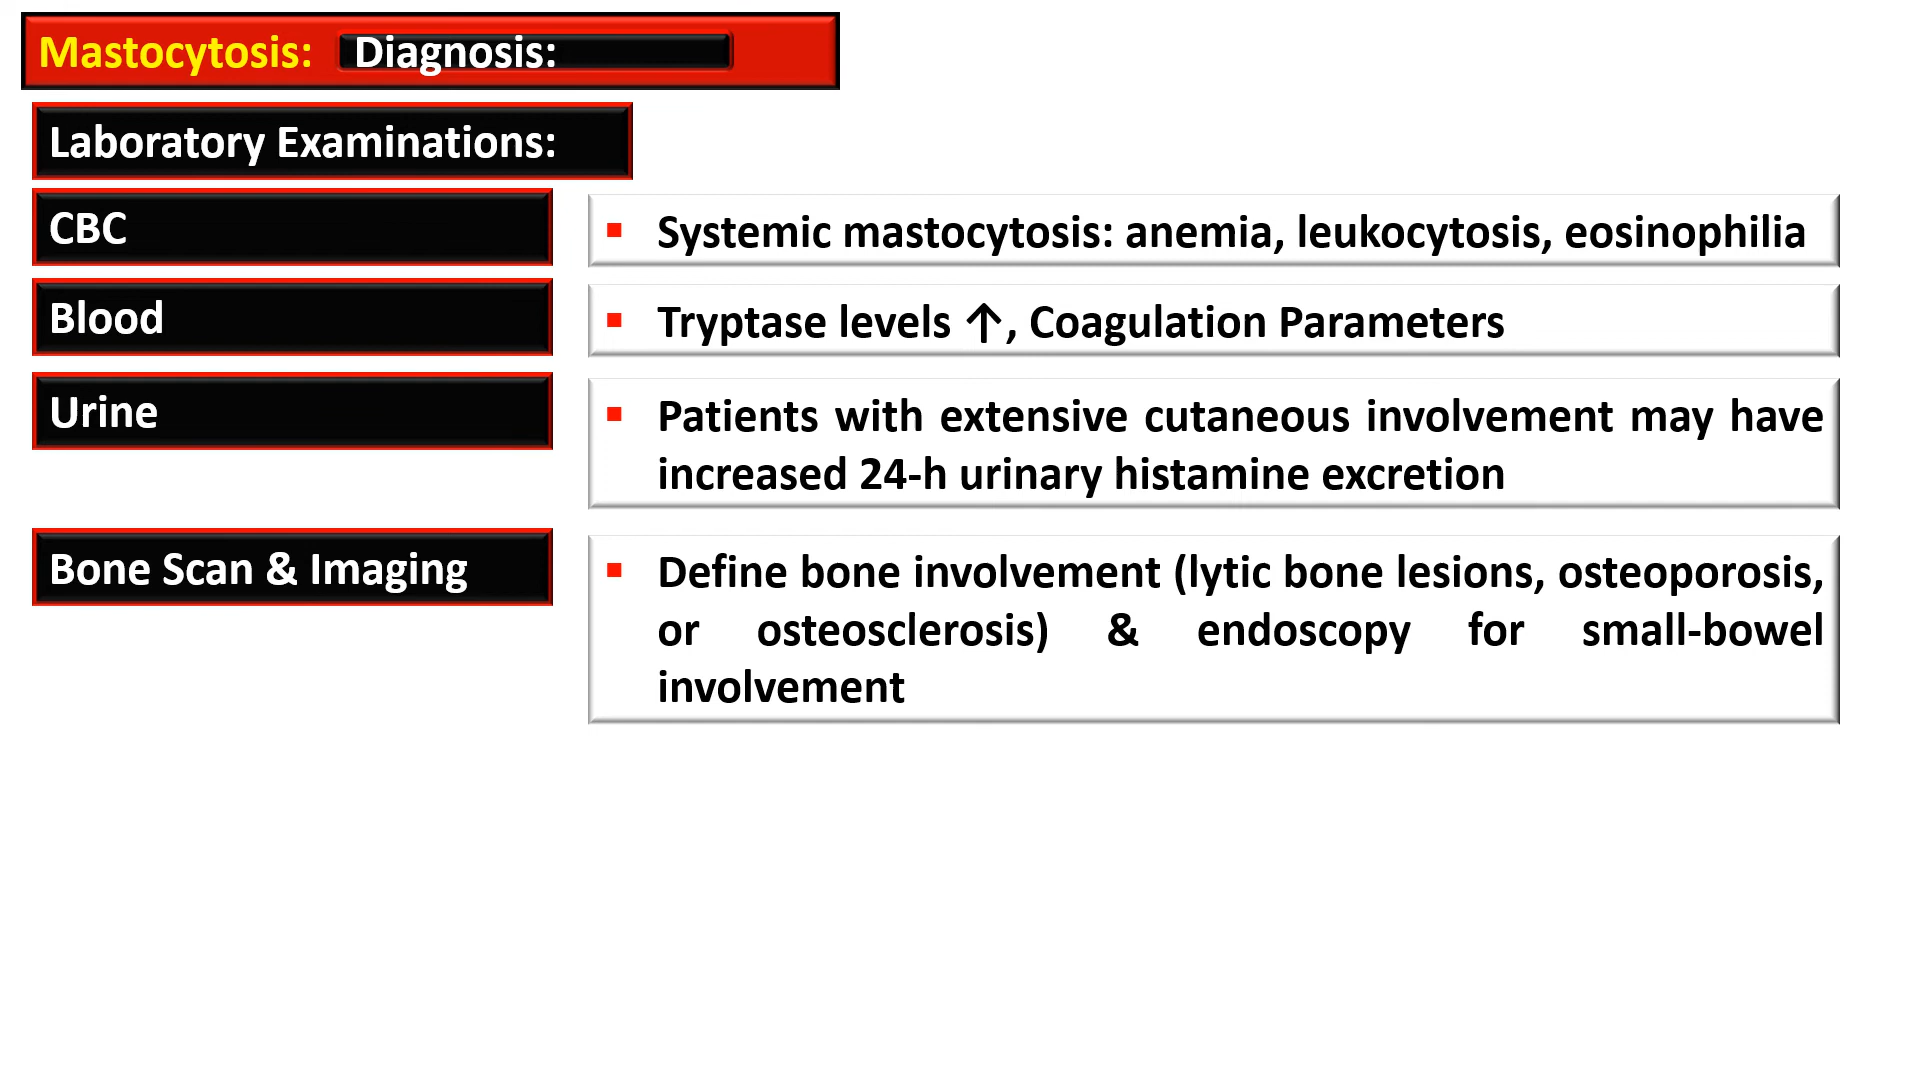 Mastocytosis: Diagnosis:
Laboratory Examinations:
CBC
▪ Systemic mastocytosis: anemia, leukocytosis, eosinophilia
Blood
▪ Tryptase levels ↑, Coagulation Parameters
Urine
▪ Patients with extensive cutaneous involvement may have
increased 24-h urinary histamine excretion
Bone Scan & Imaging
▪ Define bone involvement (lytic bone lesions, osteoporosis,
or osteosclerosis) & endoscopy for small-bowel
involvement